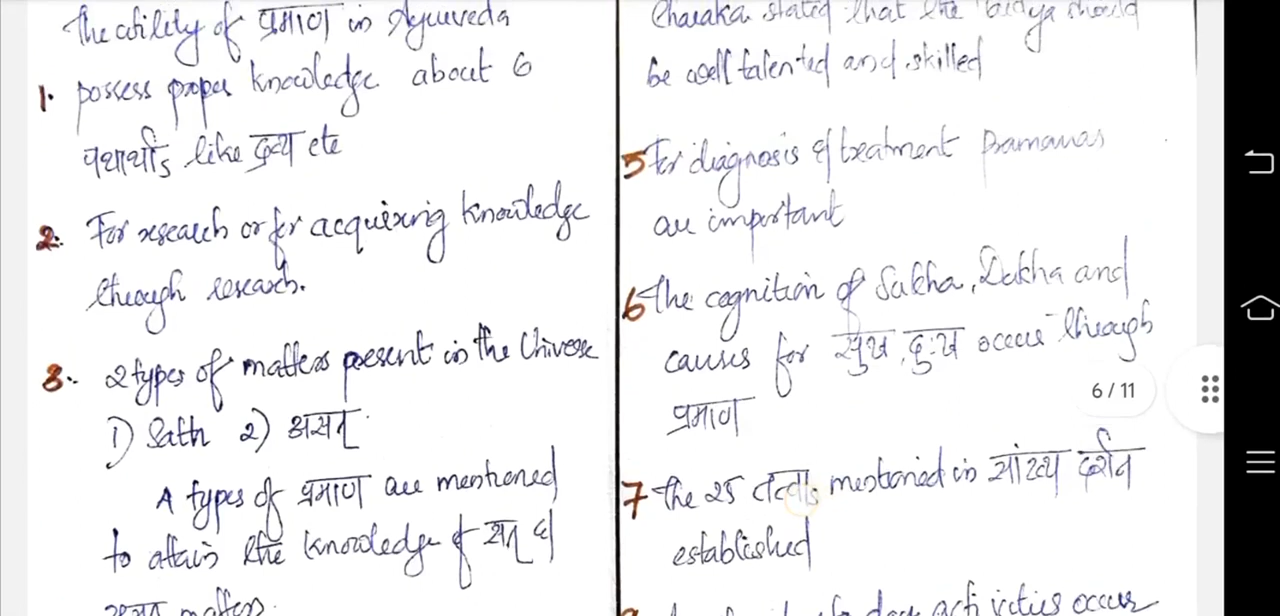 The utility of प्रमाण in Ayurveda
1. possess proper knowledge about 6
पदार्थाs like द्रव्य etc
2. For research or for acquiring knowledge
through research.
3. 2 types of matters present in the Universe
1) Sath 2) असत्
4 types of प्रमाण are mentioned
to attain the knowledge of सत् &
असत् matters.
Charaka stated that the Vaidya should
be well talented and skilled
5 For diagnosis & treatment Pramanas
are important
6 The cognition of Sukha, Dukha and
causes for सुख, दुःख occur through
प्रमाण
6 / 11
7 The 25 तत्वाs mentioned in सांख्य दर्शन
established
day activities occur